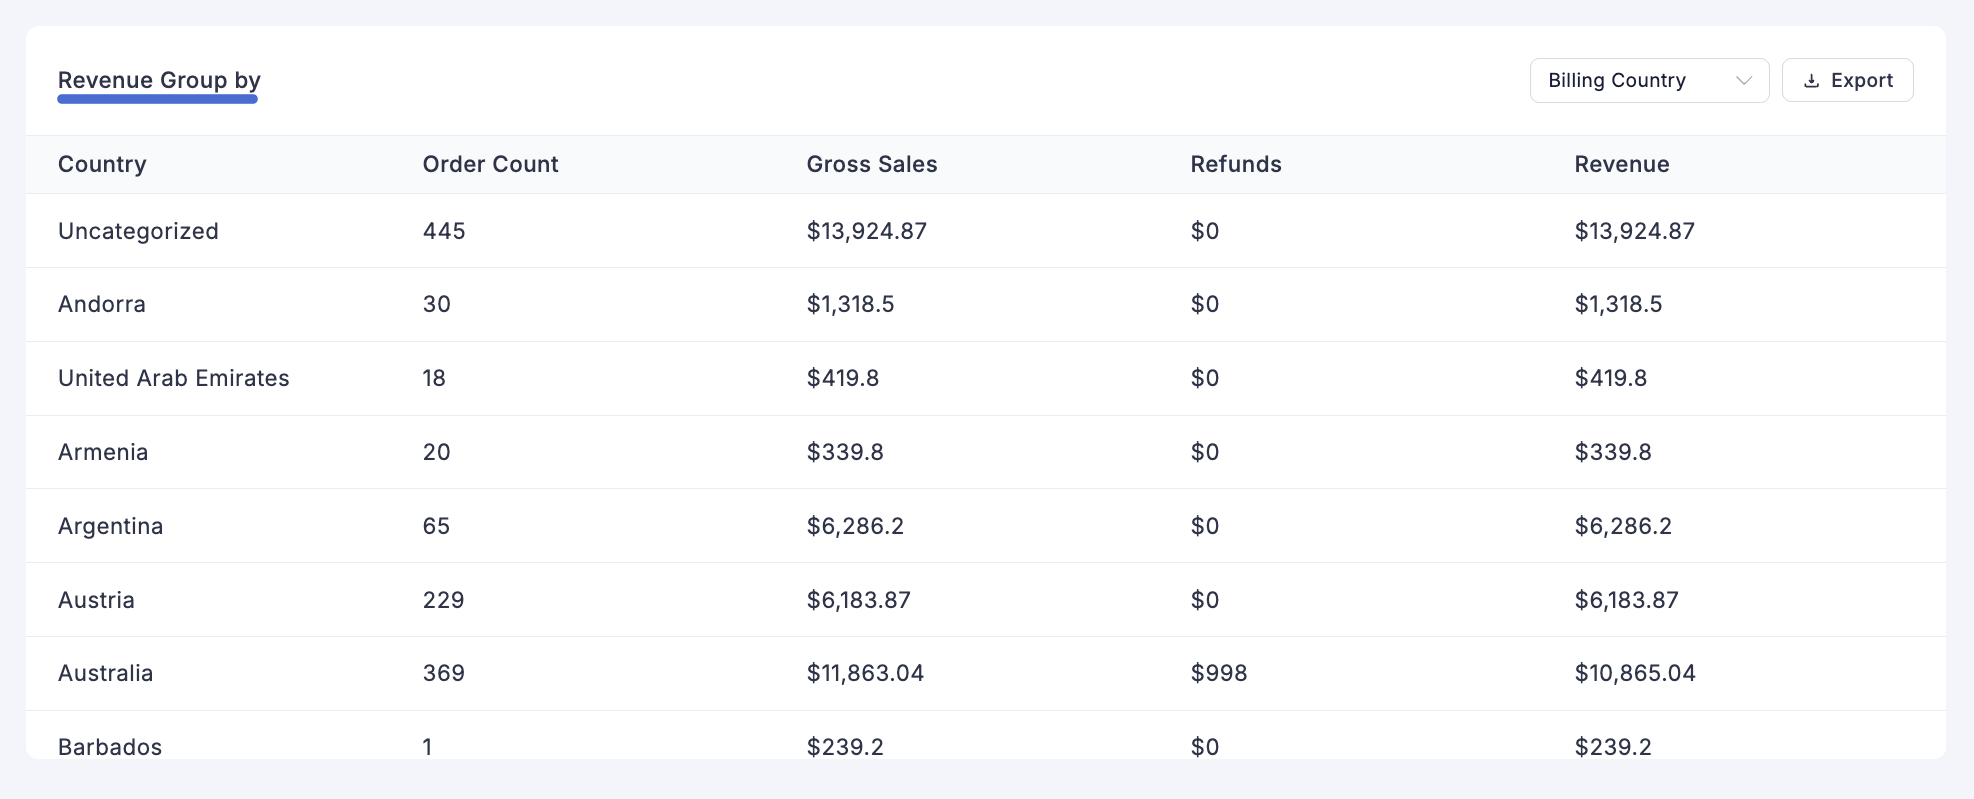 Revenue Group by
Billing Country
Export
Country Order Count Gross Sales Refunds Revenue
Uncategorized 445 $13,924.87 $0 $13,924.87
Andorra 30 $1,318.5 $0 $1,318.5
United Arab Emirates 18 $419.8 $0 $419.8
Armenia 20 $339.8 $0 $339.8
Argentina 65 $6,286.2 $0 $6,286.2
Austria 229 $6,183.87 $0 $6,183.87
Australia 369 $11,863.04 $998 $10,865.04
Barbados 1 $239.2 $0 $239.2